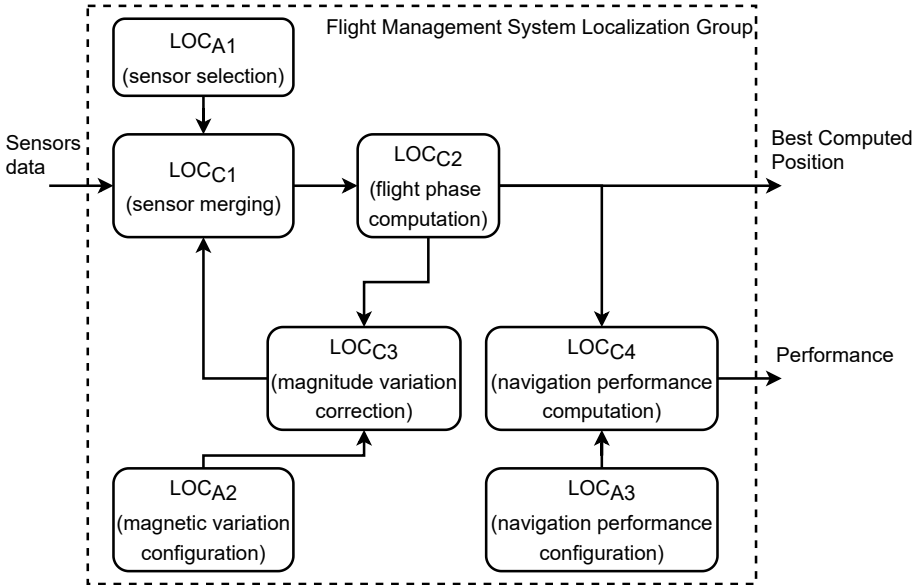 Flight Management System Localization Group
LOCA1
(sensor selection)
Sensors
data
LOCC1
(sensor merging)
LOCC2
(flight phase
computation)
Best Computed
Position
LOCC3
(magnitude variation
correction)
LOCC4
(navigation performance
computation)
Performance
LOCA2
(magnetic variation
configuration)
LOCA3
(navigation performance
configuration)